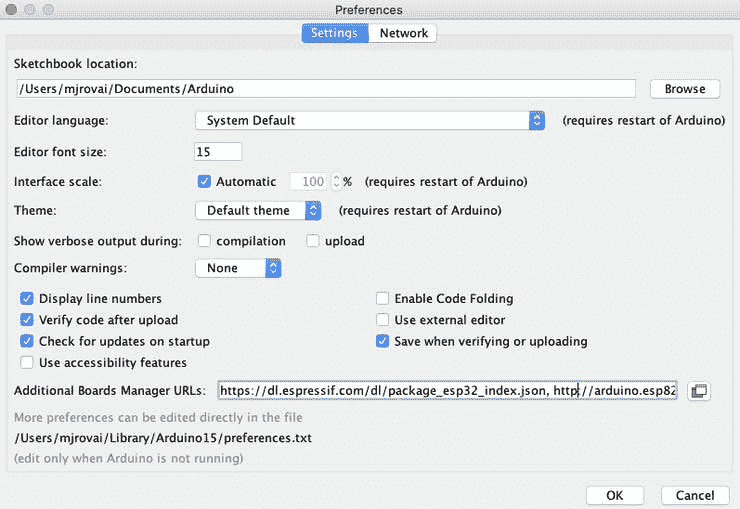 Preferences
Settings Network
Sketchbook location:
/Users/mjrovai/Documents/Arduino Browse
Editor language: System Default (requires restart of Arduino)
Editor font size: 15
Interface scale: Automatic 100 % (requires restart of Arduino)
Theme: Default theme (requires restart of Arduino)
Show verbose output during: compilation upload
Compiler warnings: None
Display line numbers Enable Code Folding
Verify code after upload Use external editor
Check for updates on startup Save when verifying or uploading
Use accessibility features
Additional Boards Manager URLs: https://dl.espressif.com/dl/package_esp32_index.json, http://arduino.esp82
More preferences can be edited directly in the file
/Users/mjrovai/Library/Arduino15/preferences.txt
(edit only when Arduino is not running)
OK Cancel